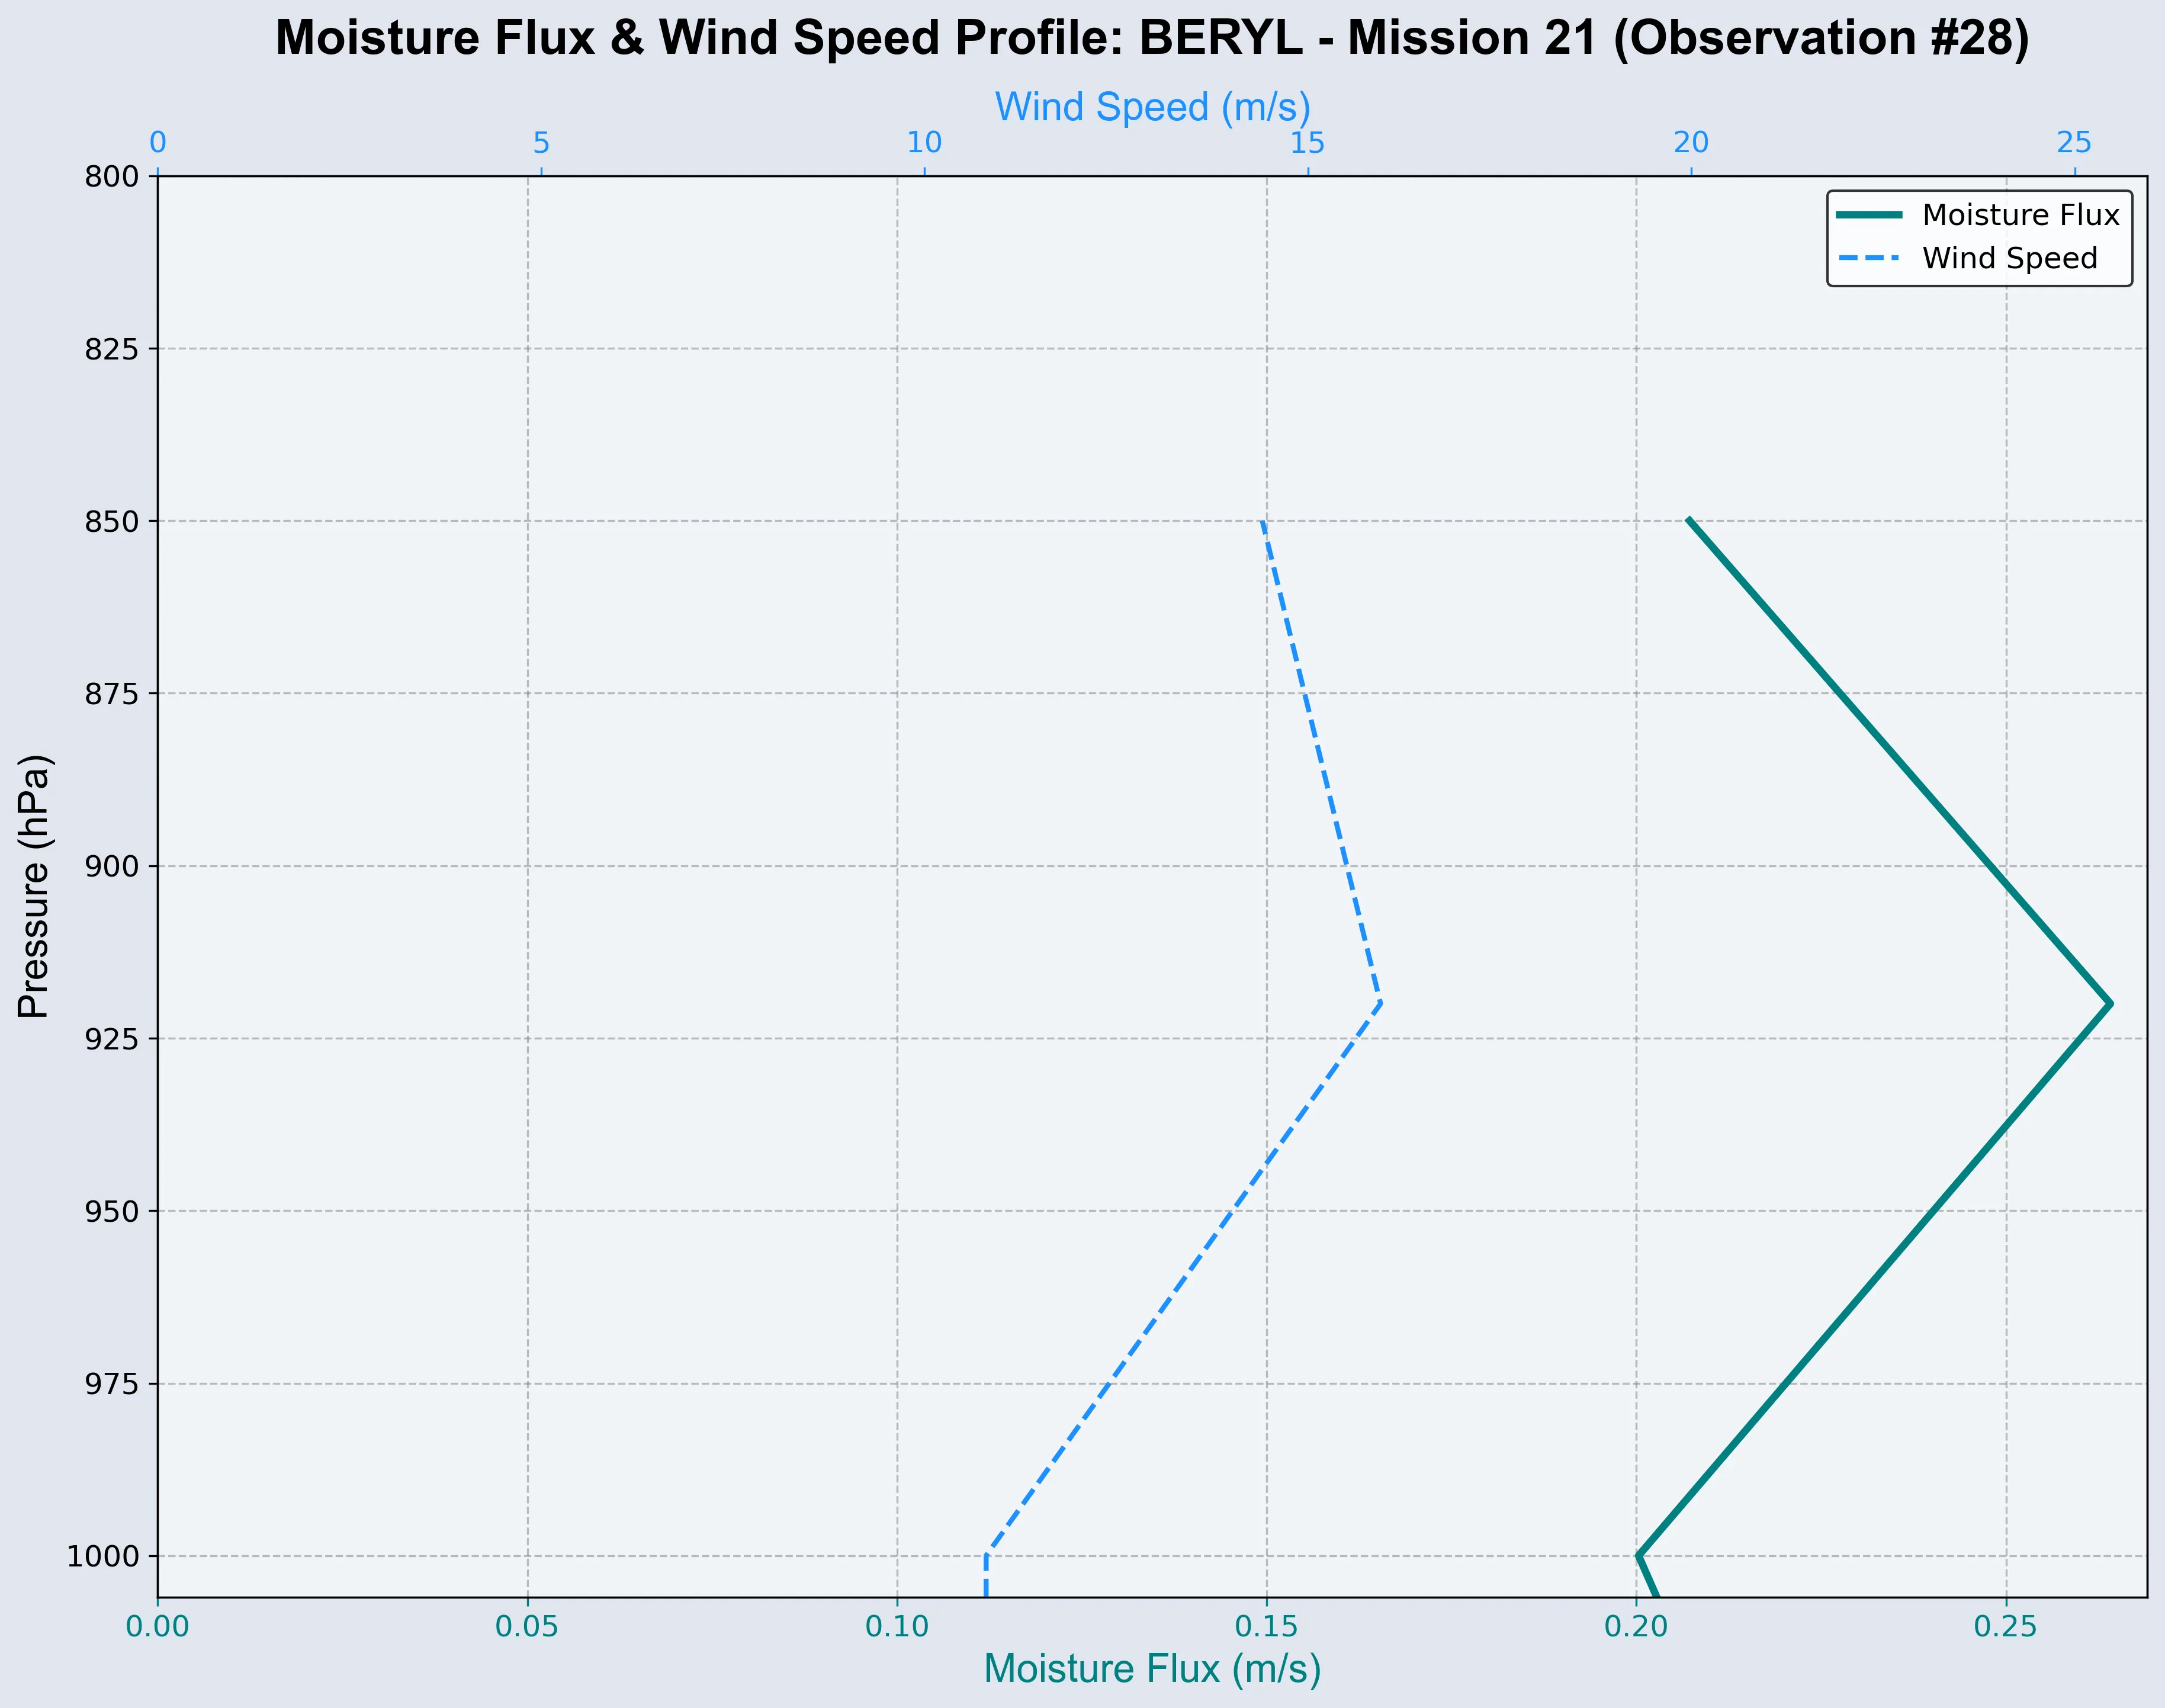 Moisture Flux & Wind Speed Profile: BERYL - Mission 21 (Observation #28)
Wind Speed (m/s)
0 5 10 15 20 25
Moisture Flux
Wind Speed
800
825
850
875
900
925
950
975
1000
Pressure (hPa)
0.00 0.05 0.10 0.15 0.20 0.25
Moisture Flux (m/s)